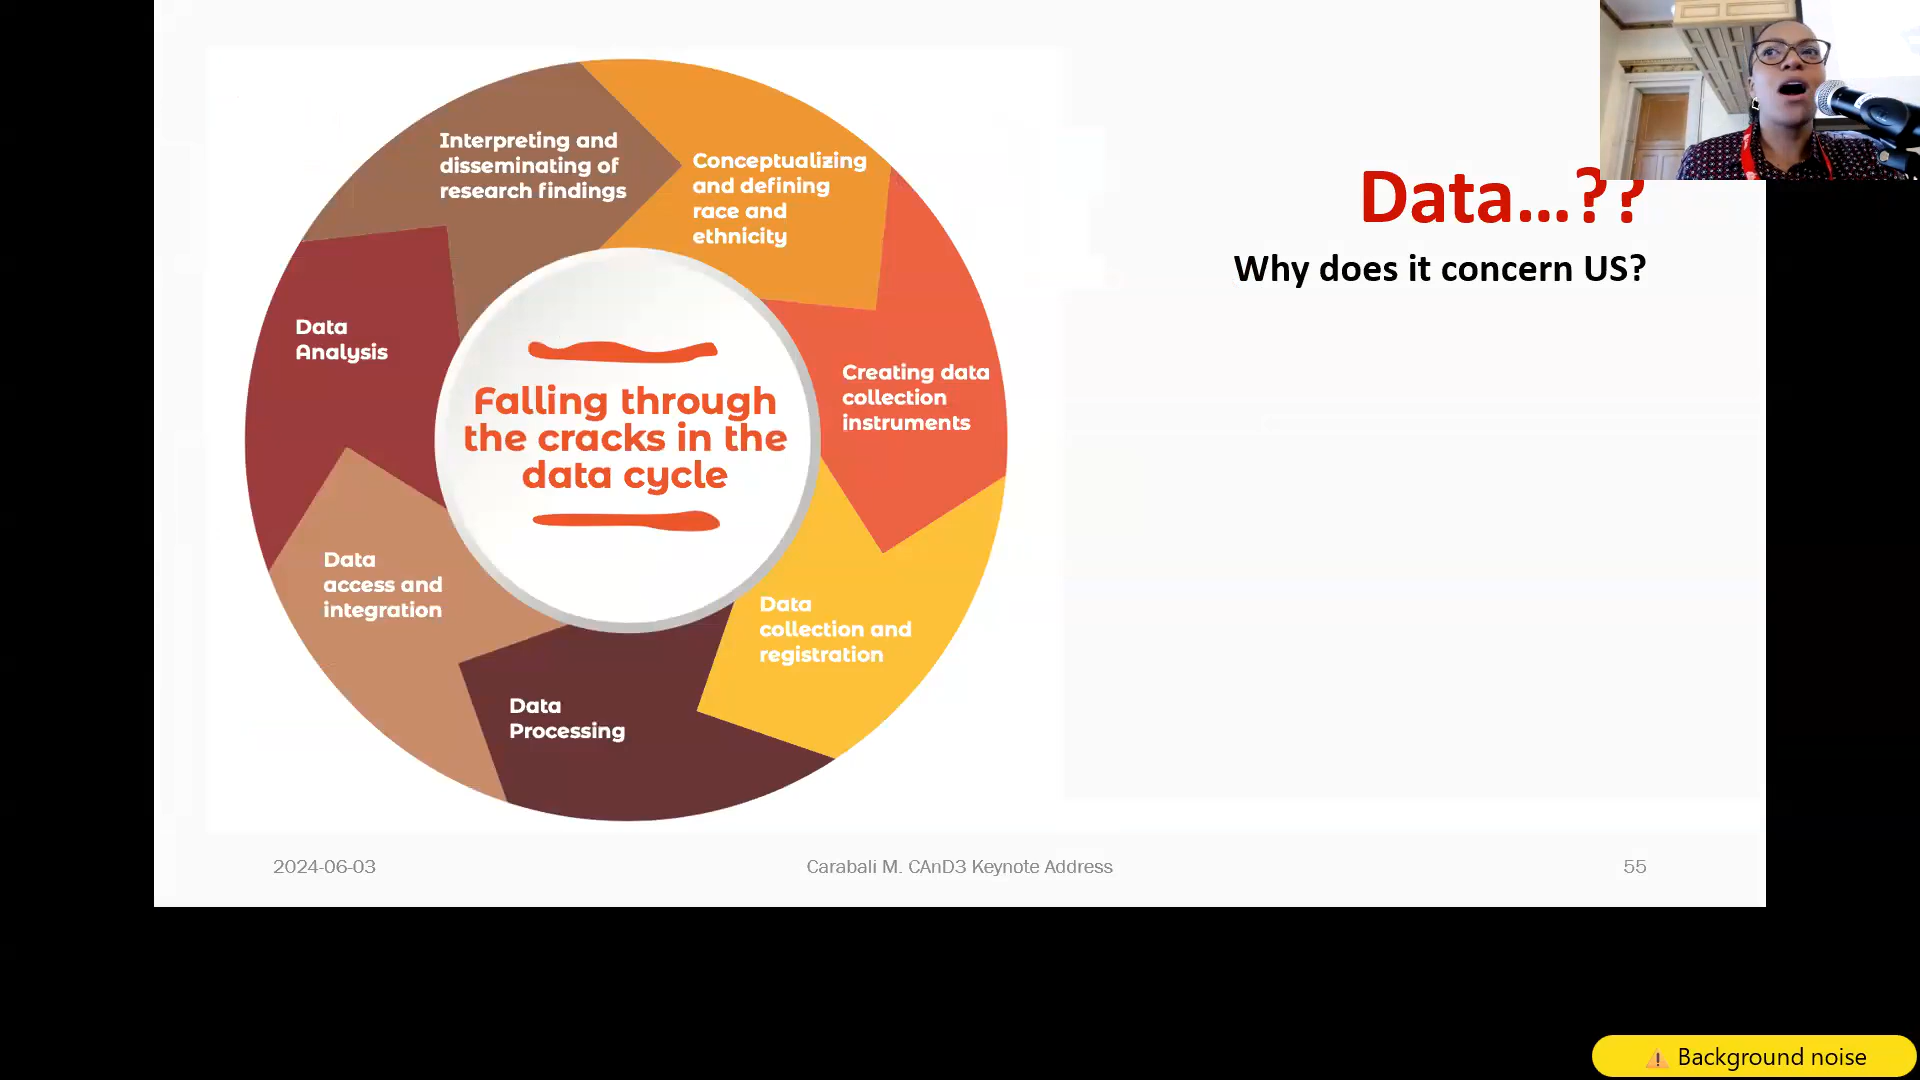 Interpreting and
disseminating of
research findings
Conceptualizing
and defining
race and
ethnicity
Creating data
collection
instruments
Data
collection and
registration
Data
Processing
Data
access and
integration
Data
Analysis
Falling through
the cracks in the
data cycle
Data...??
Why does it concern US?
2024-06-03
Carabali M. CAnD3 Keynote Address
55
Background noise